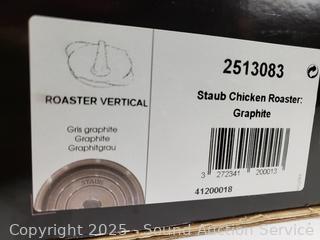 2513083
ROASTER VERTICAL
Staub Chicken Roaster:
Graphite
Gris graphite
Graphite
Graphitgrau
STAUB
3 272341 200013
41200018
Copyright 2025 - Sound Auction Service